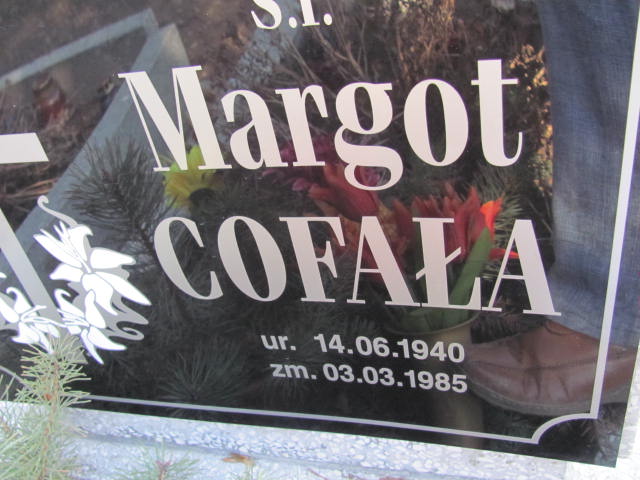 Ś.P.
Margot
COFAŁA
ur. 14.06.1940
zm. 03.03.1985